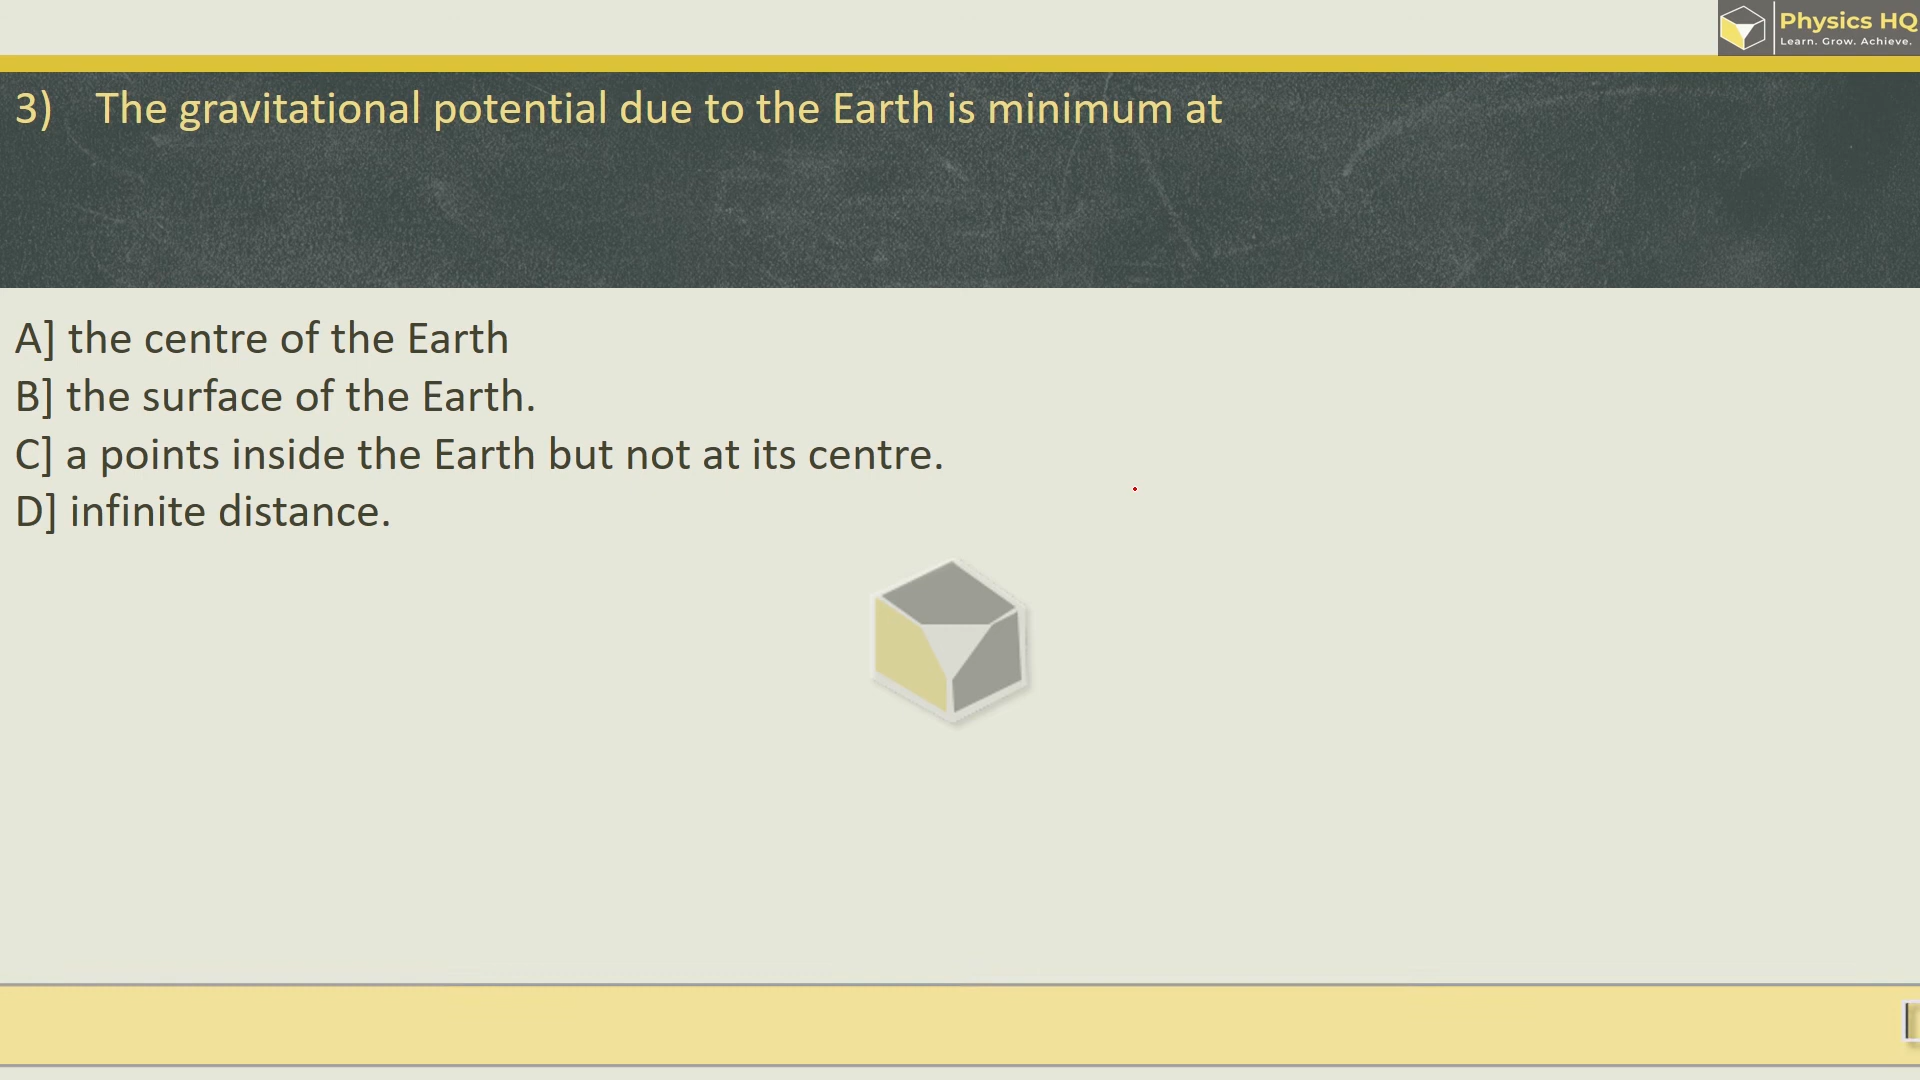 Physics HQ
Learn. Grow. Achieve.
3) The gravitational potential due to the Earth is minimum at
A] the centre of the Earth
B] the surface of the Earth.
C] a points inside the Earth but not at its centre.
D] infinite distance.